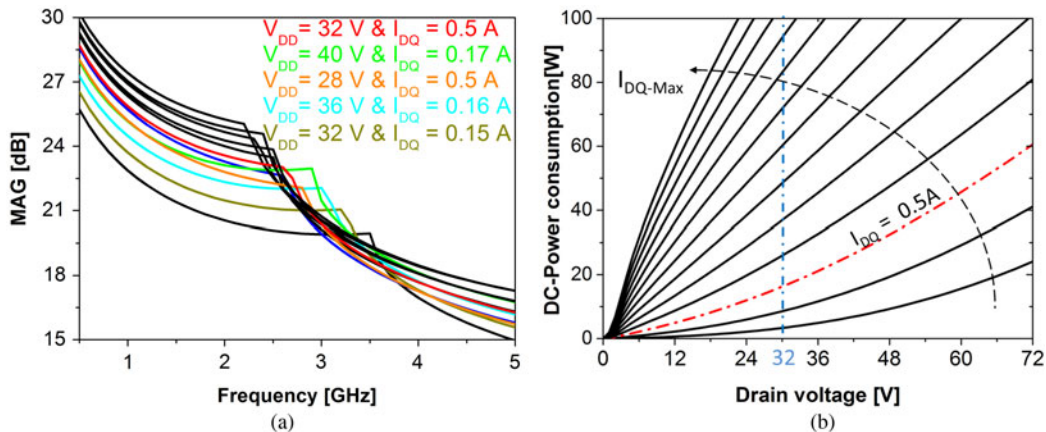 V_DD = 32 V & I_DQ = 0.5 A
V_DD = 40 V & I_DQ = 0.17 A
V_DD = 28 V & I_DQ = 0.5 A
V_DD = 36 V & I_DQ = 0.16 A
V_DD = 32 V & I_DQ = 0.15 A
MAG [dB]
30
27
24
21
18
15
1 2 3 4 5
Frequency [GHz]
(a)
DC-Power consumption[W]
100
80
60
40
20
0
I_DQ-Max
I_DQ = 0.5A
0 12 24 32 36 48 60 72
Drain voltage [V]
(b)